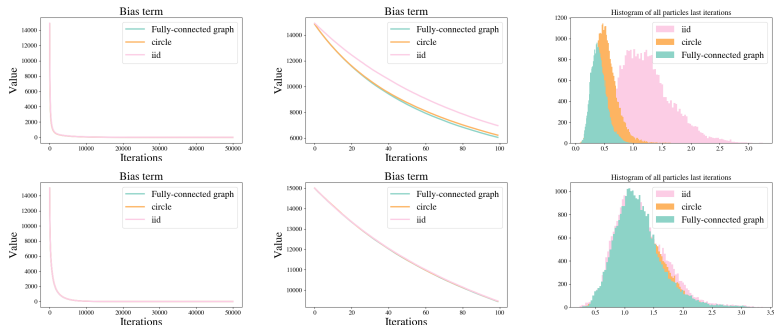 Bias term
Value
14000
12000
10000
8000
6000
4000
2000
0
Fully-connected graph
circle
iid
0 10000 20000 30000 40000 50000
Iterations
Bias term
Value
14000
12000
10000
8000
6000
Fully-connected graph
circle
iid
0 20 40 60 80 100
Iterations
Histogram of all particles last iterations
1200
1000
800
600
400
200
0
iid
circle
Fully-connected graph
0.0 0.5 1.0 1.5 2.0 2.5 3.0
Bias term
Value
14000
12000
10000
8000
6000
4000
2000
0
Fully-connected graph
circle
iid
0 10000 20000 30000 40000 50000
Iterations
Bias term
Value
15000
14000
13000
12000
11000
10000
Fully-connected graph
circle
iid
0 20 40 60 80 100
Iterations
Histogram of all particles last iterations
1000
800
600
400
200
0
iid
circle
Fully-connected graph
0.0 0.5 1.0 1.5 2.0 2.5 3.0 3.5